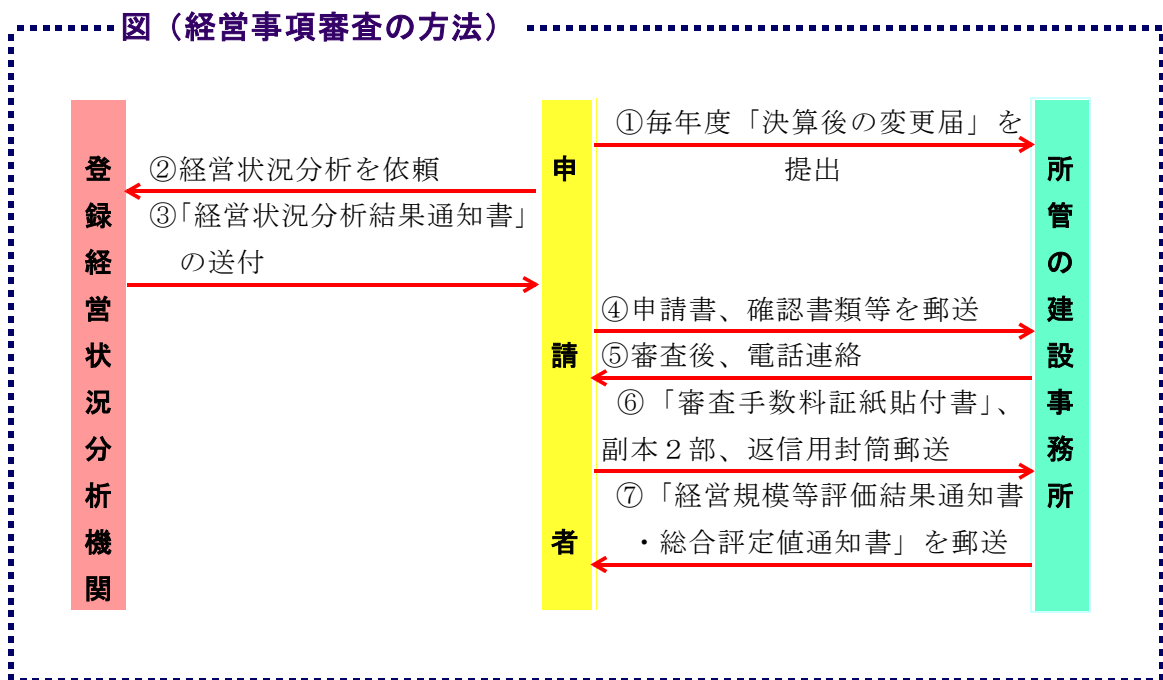 図（経営事項審査の方法）
登録経営状況分析機関
②経営状況分析を依頼
③「経営状況分析結果通知書」
の送付
申請者
①毎年度「決算後の変更届」を
提出
④申請書、確認書類等を郵送
⑤審査後、電話連絡
⑥「審査手数料証紙貼付書」、
副本２部、返信用封筒郵送
⑦「経営規模等評価結果通知書
・総合評定値通知書」を郵送
所管の建設事務所